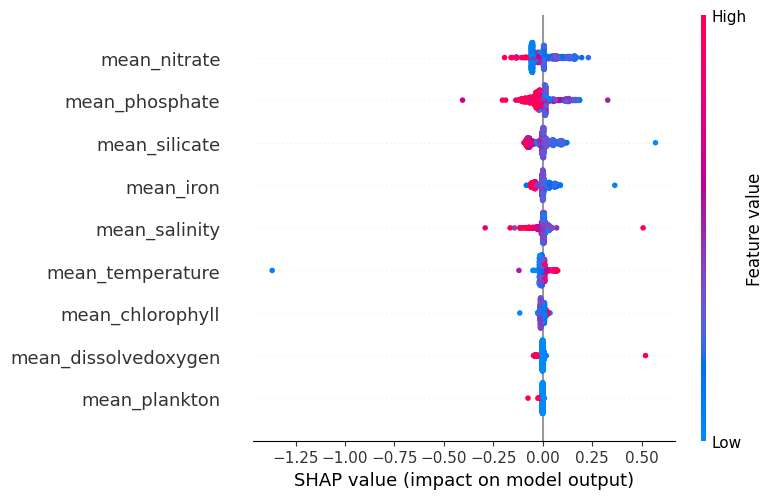 High
mean_nitrate
mean_phosphate
mean_silicate
mean_iron
mean_salinity
mean_temperature
mean_chlorophyll
mean_dissolvedoxygen
mean_plankton
Feature value
Low
−1.25 −1.00 −0.75 −0.50 −0.25 0.00 0.25 0.50
SHAP value (impact on model output)